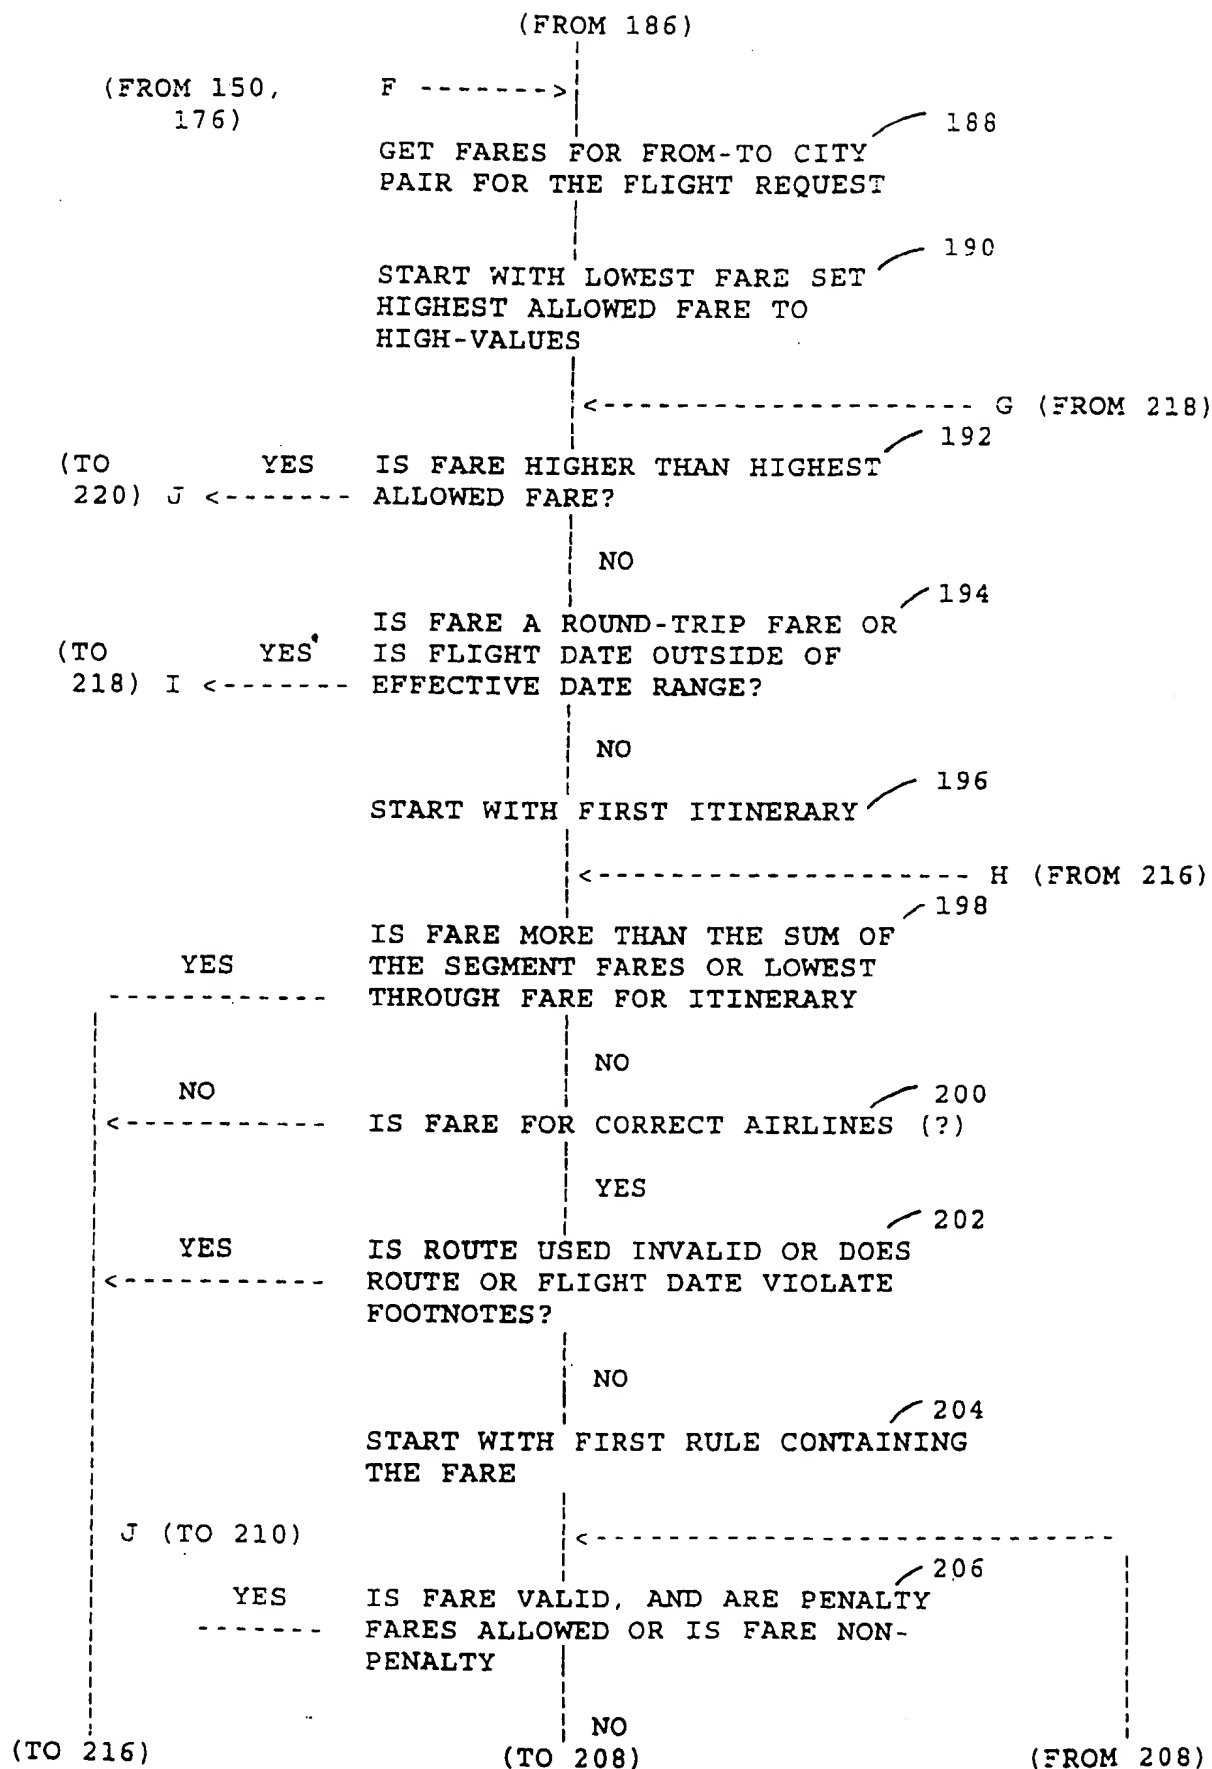 (FROM 186)
(FROM 150, F ------->
176)
188
GET FARES FOR FROM-TO CITY
PAIR FOR THE FLIGHT REQUEST
190
START WITH LOWEST FARE SET
HIGHEST ALLOWED FARE TO
HIGH-VALUES
<--------------------- G (FROM 218)
192
(TO YES IS FARE HIGHER THAN HIGHEST
220) J <------- ALLOWED FARE?
NO
194
IS FARE A ROUND-TRIP FARE OR
(TO YES IS FLIGHT DATE OUTSIDE OF
218) I <------- EFFECTIVE DATE RANGE?
NO
196
START WITH FIRST ITINERARY
<--------------------- H (FROM 216)
198
IS FARE MORE THAN THE SUM OF
YES THE SEGMENT FARES OR LOWEST
------------ THROUGH FARE FOR ITINERARY
NO
NO 200
<----------- IS FARE FOR CORRECT AIRLINES (?)
YES
202
YES IS ROUTE USED INVALID OR DOES
<----------- ROUTE OR FLIGHT DATE VIOLATE
FOOTNOTES?
NO
204
START WITH FIRST RULE CONTAINING
THE FARE
J (TO 210) <------------------------------
206
YES IS FARE VALID, AND ARE PENALTY
------- FARES ALLOWED OR IS FARE NON-
PENALTY
NO
(TO 216) (TO 208) (FROM 208)